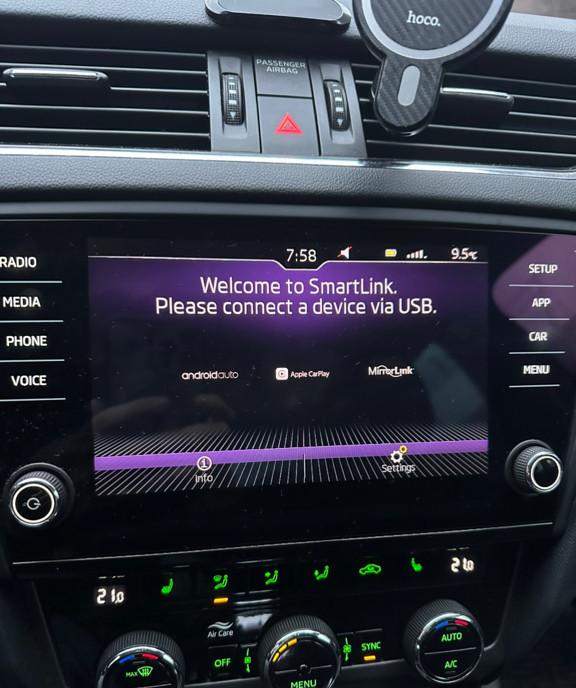 hoco.
PASSENGER
AIRBAG
RADIO
MEDIA
PHONE
VOICE
7:58
9.5°C
Welcome to SmartLink.
Please connect a device via USB.
androidauto
Apple CarPlay
MirrorLink
Info
Settings
SETUP
APP
CAR
MENU
21,0
21,0
Air Care
MAX
OFF
MENU
SYNC
AUTO
A/C